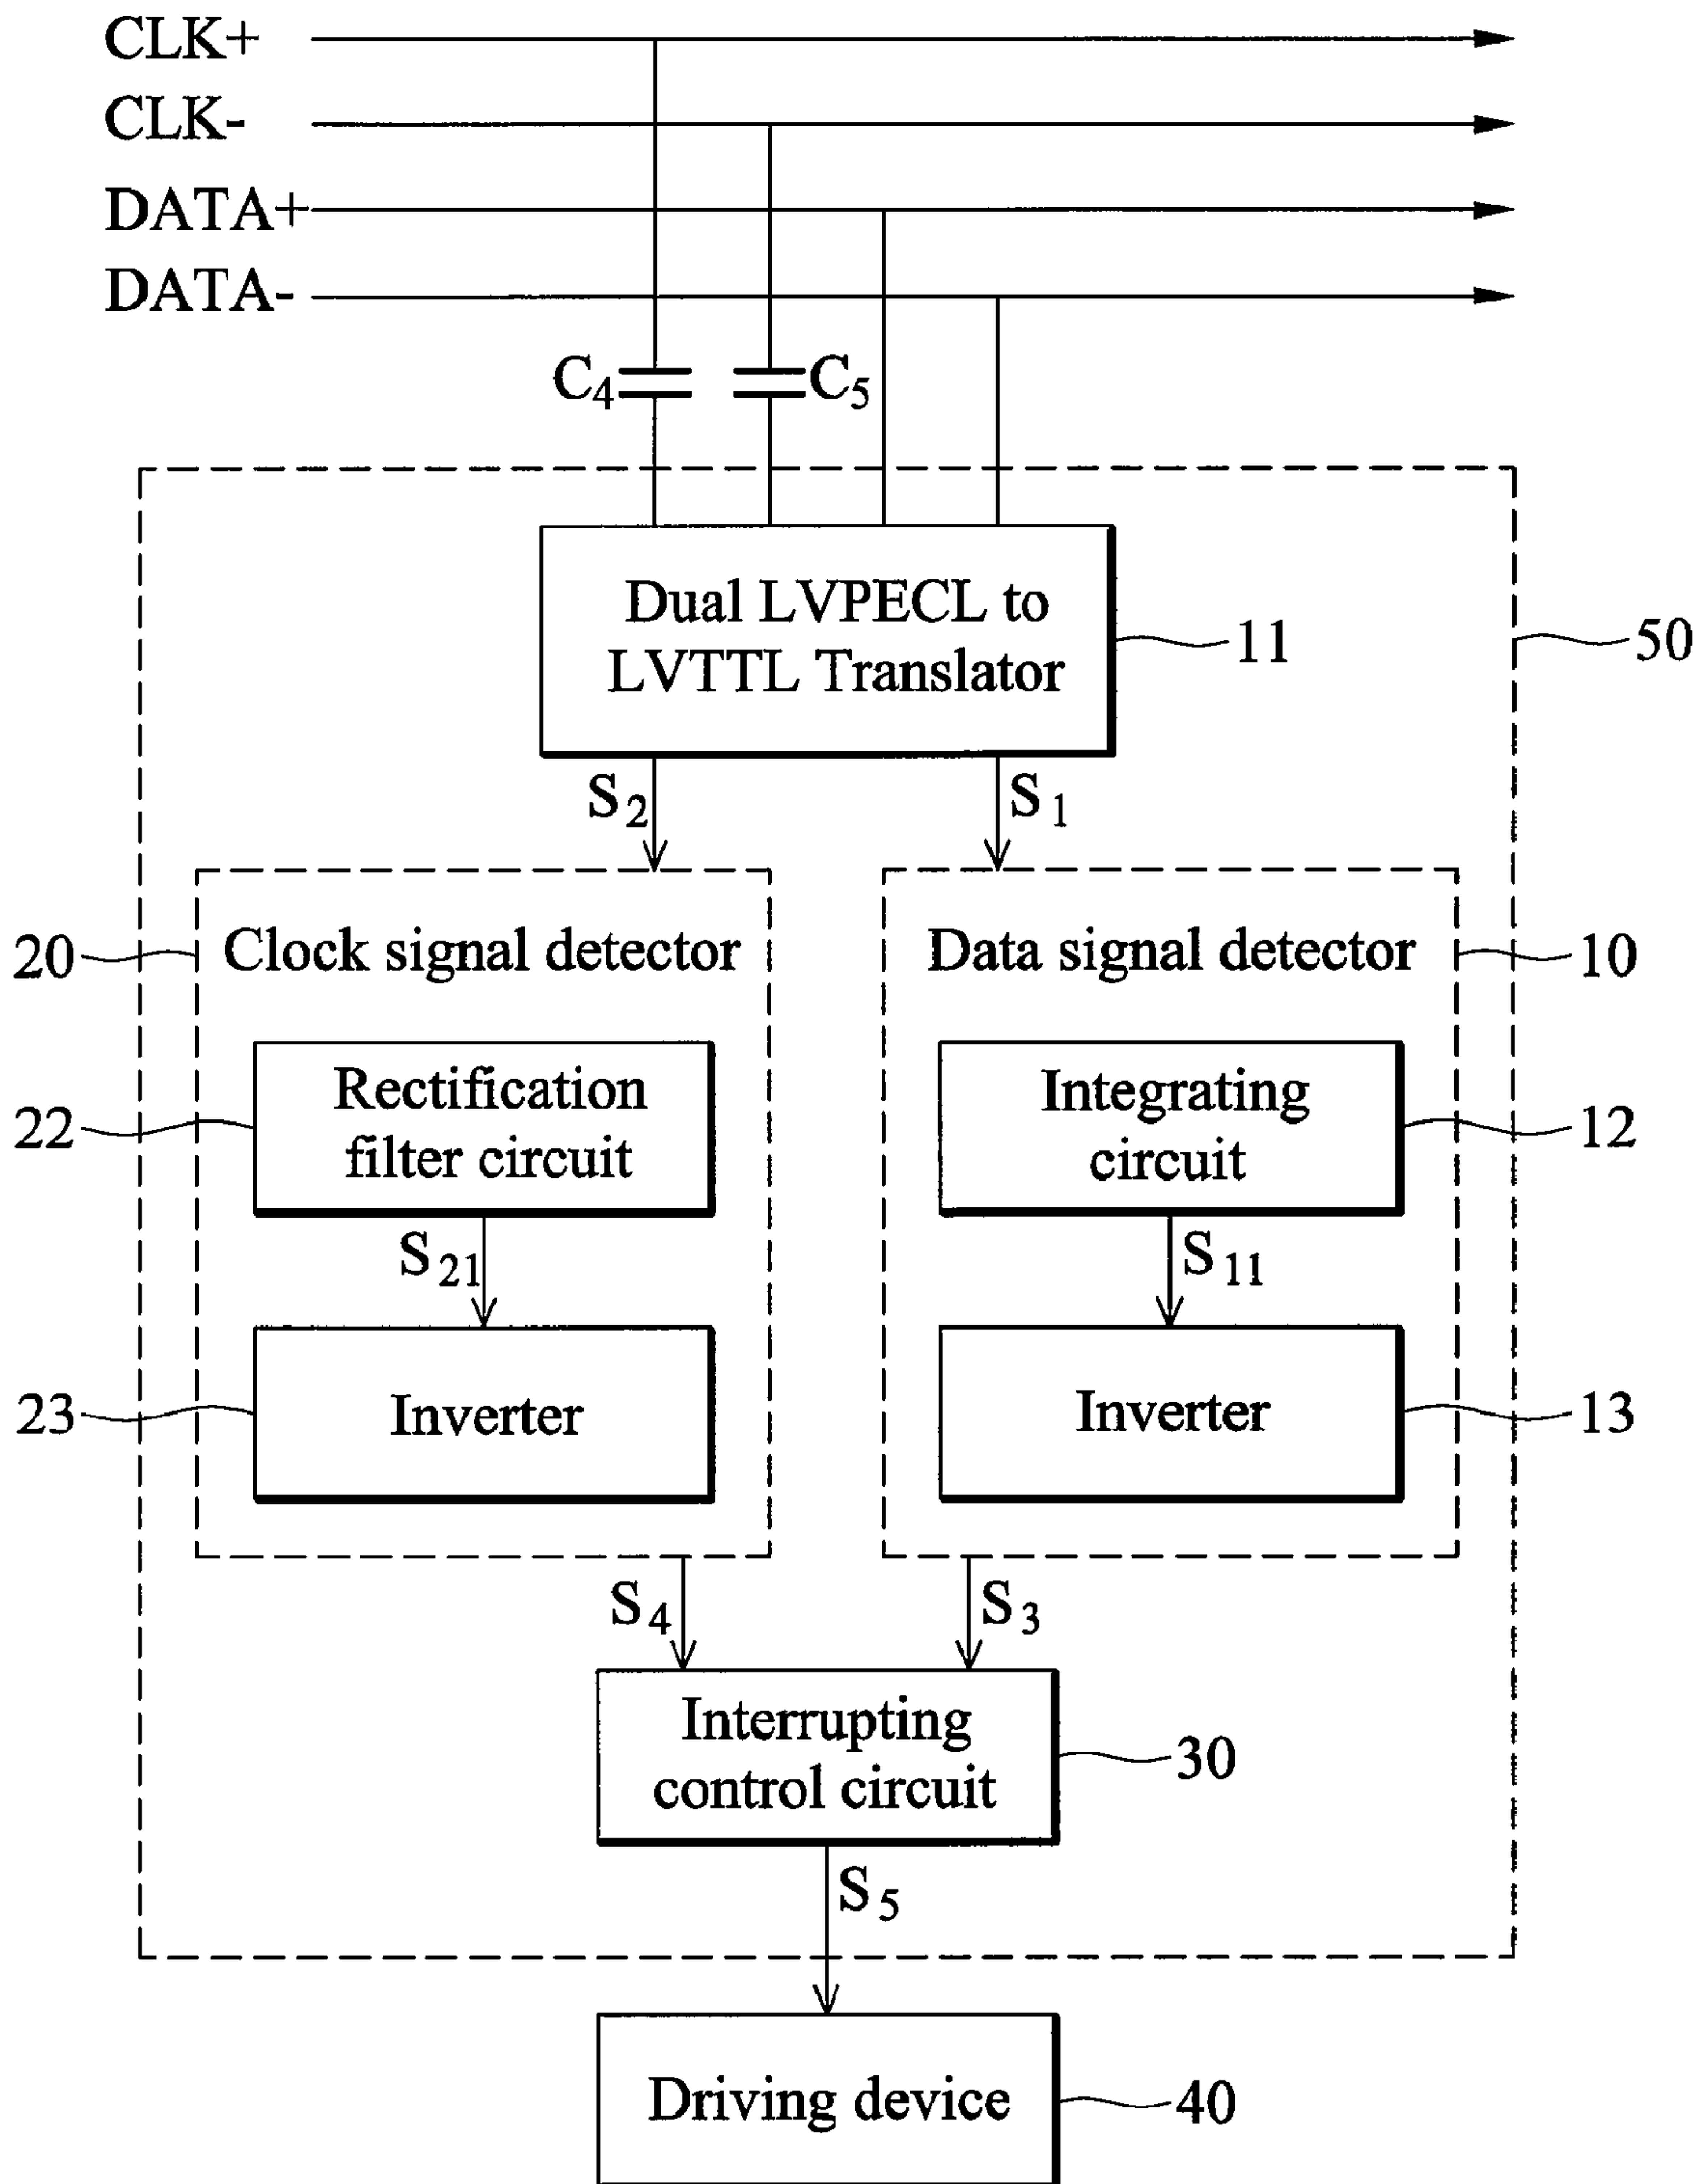 CLK+
CLK-
DATA+
DATA-
C4
C5
Dual LVPECL to
LVTTL Translator
11
50
S2
S1
20
Clock signal detector
Data signal detector
10
22
Rectification
filter circuit
Integrating
circuit
12
S21
S11
23
Inverter
Inverter
13
S4
S3
Interrupting
control circuit
30
S5
Driving device
40